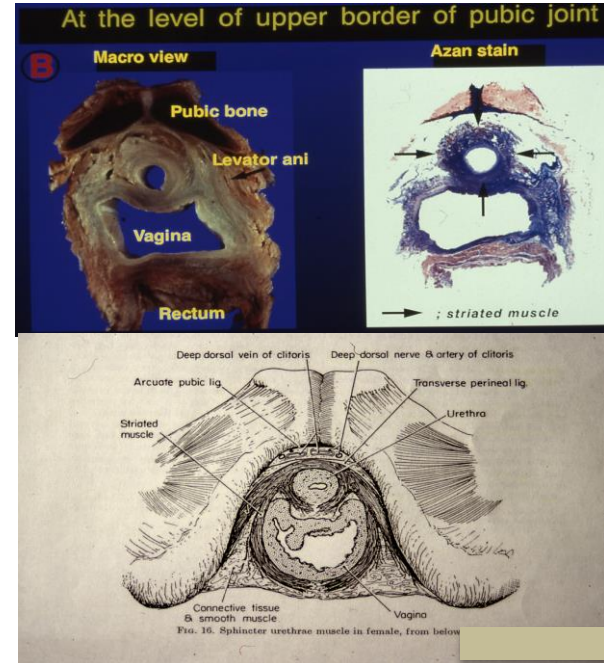 At the level of upper border of pubic joint
B
Macro view
Azan stain
Pubic bone
Levator ani
Vagina
Rectum
; striated muscle
Deep dorsal vein of clitoris
Deep dorsal nerve & artery of clitoris
Arcuate pubic lig.
Transverse perineal lig.
Striated
muscle
Urethra
Connective tissue
& smooth muscle
Vagina
FIG. 16. Sphincter urethrae muscle in female, from below